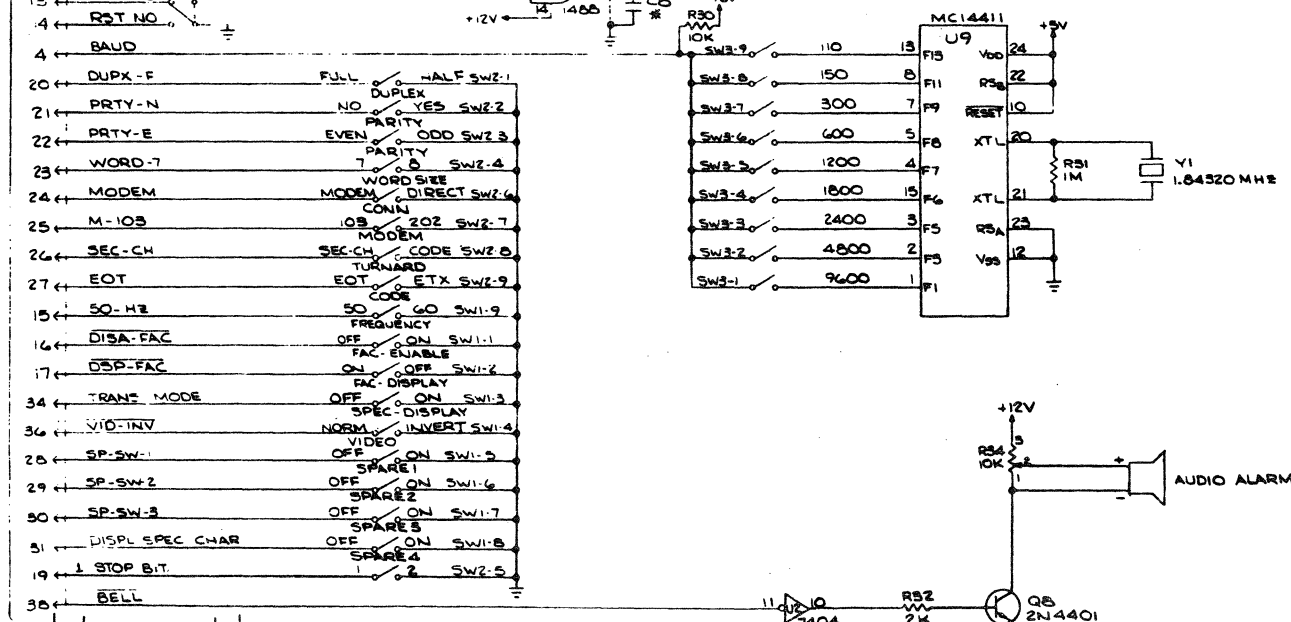 RST NO
+12V
14 1488
*
R30
10K
MC14411
U9
+5V
4 BAUD
SW3-9 110 13 F13 VDD 24
20 DUPX-F FULL HALF SW2-1
DUPLEX
SW3-8 150 8 F11 RSB 22
21 PRTY-N NO YES SW2-2
PARITY
SW3-7 300 7 F9 RESET 10
22 PRTY-E EVEN ODD SW2-3
PARITY
SW3-6 600 5 F8 XTL 20
23 WORD-7 7 8 SW2-4
WORD SIZE
SW3-5 1200 4 F7
R31
1M
Y1
1.84320 MHZ
24 MODEM MODEM DIRECT SW2-6
CONN
SW3-4 1800 15 F6 XTL 21
25 M-103 103 202 SW2-7
MODEM
SW3-3 2400 3 F5 RSA 23
26 SEC-CH SEC-CH CODE SW2-8
TURNARD
SW3-2 4800 2 F3 VSS 12
27 EOT EOT ETX SW2-9
CODE
SW3-1 9600 1 F1
15 50-HZ 50 60 SW1-9
FREQUENCY
16 DISA-FAC OFF ON SW1-1
FAC-ENABLE
17 DSP-FAC ON OFF SW1-2
FAC-DISPLAY
34 TRANS MODE OFF ON SW1-3
SPEC-DISPLAY
36 VID-INV NORM INVERT SW1-4
VIDEO
28 SP-SW-1 OFF ON SW1-5
SPARE1
29 SP-SW-2 OFF ON SW1-6
SPARE2
30 SP-SW-3 OFF ON SW1-7
SPARE3
31 DISPL SPEC CHAR OFF ON SW1-8
SPARE4
19 1 STOP BIT 1 2 SW2-5
38 BELL
+12V
R34
10K
3
2
1
+
-
AUDIO ALARM
11 U2 10
7404
R32
2K
Q8
2N4401